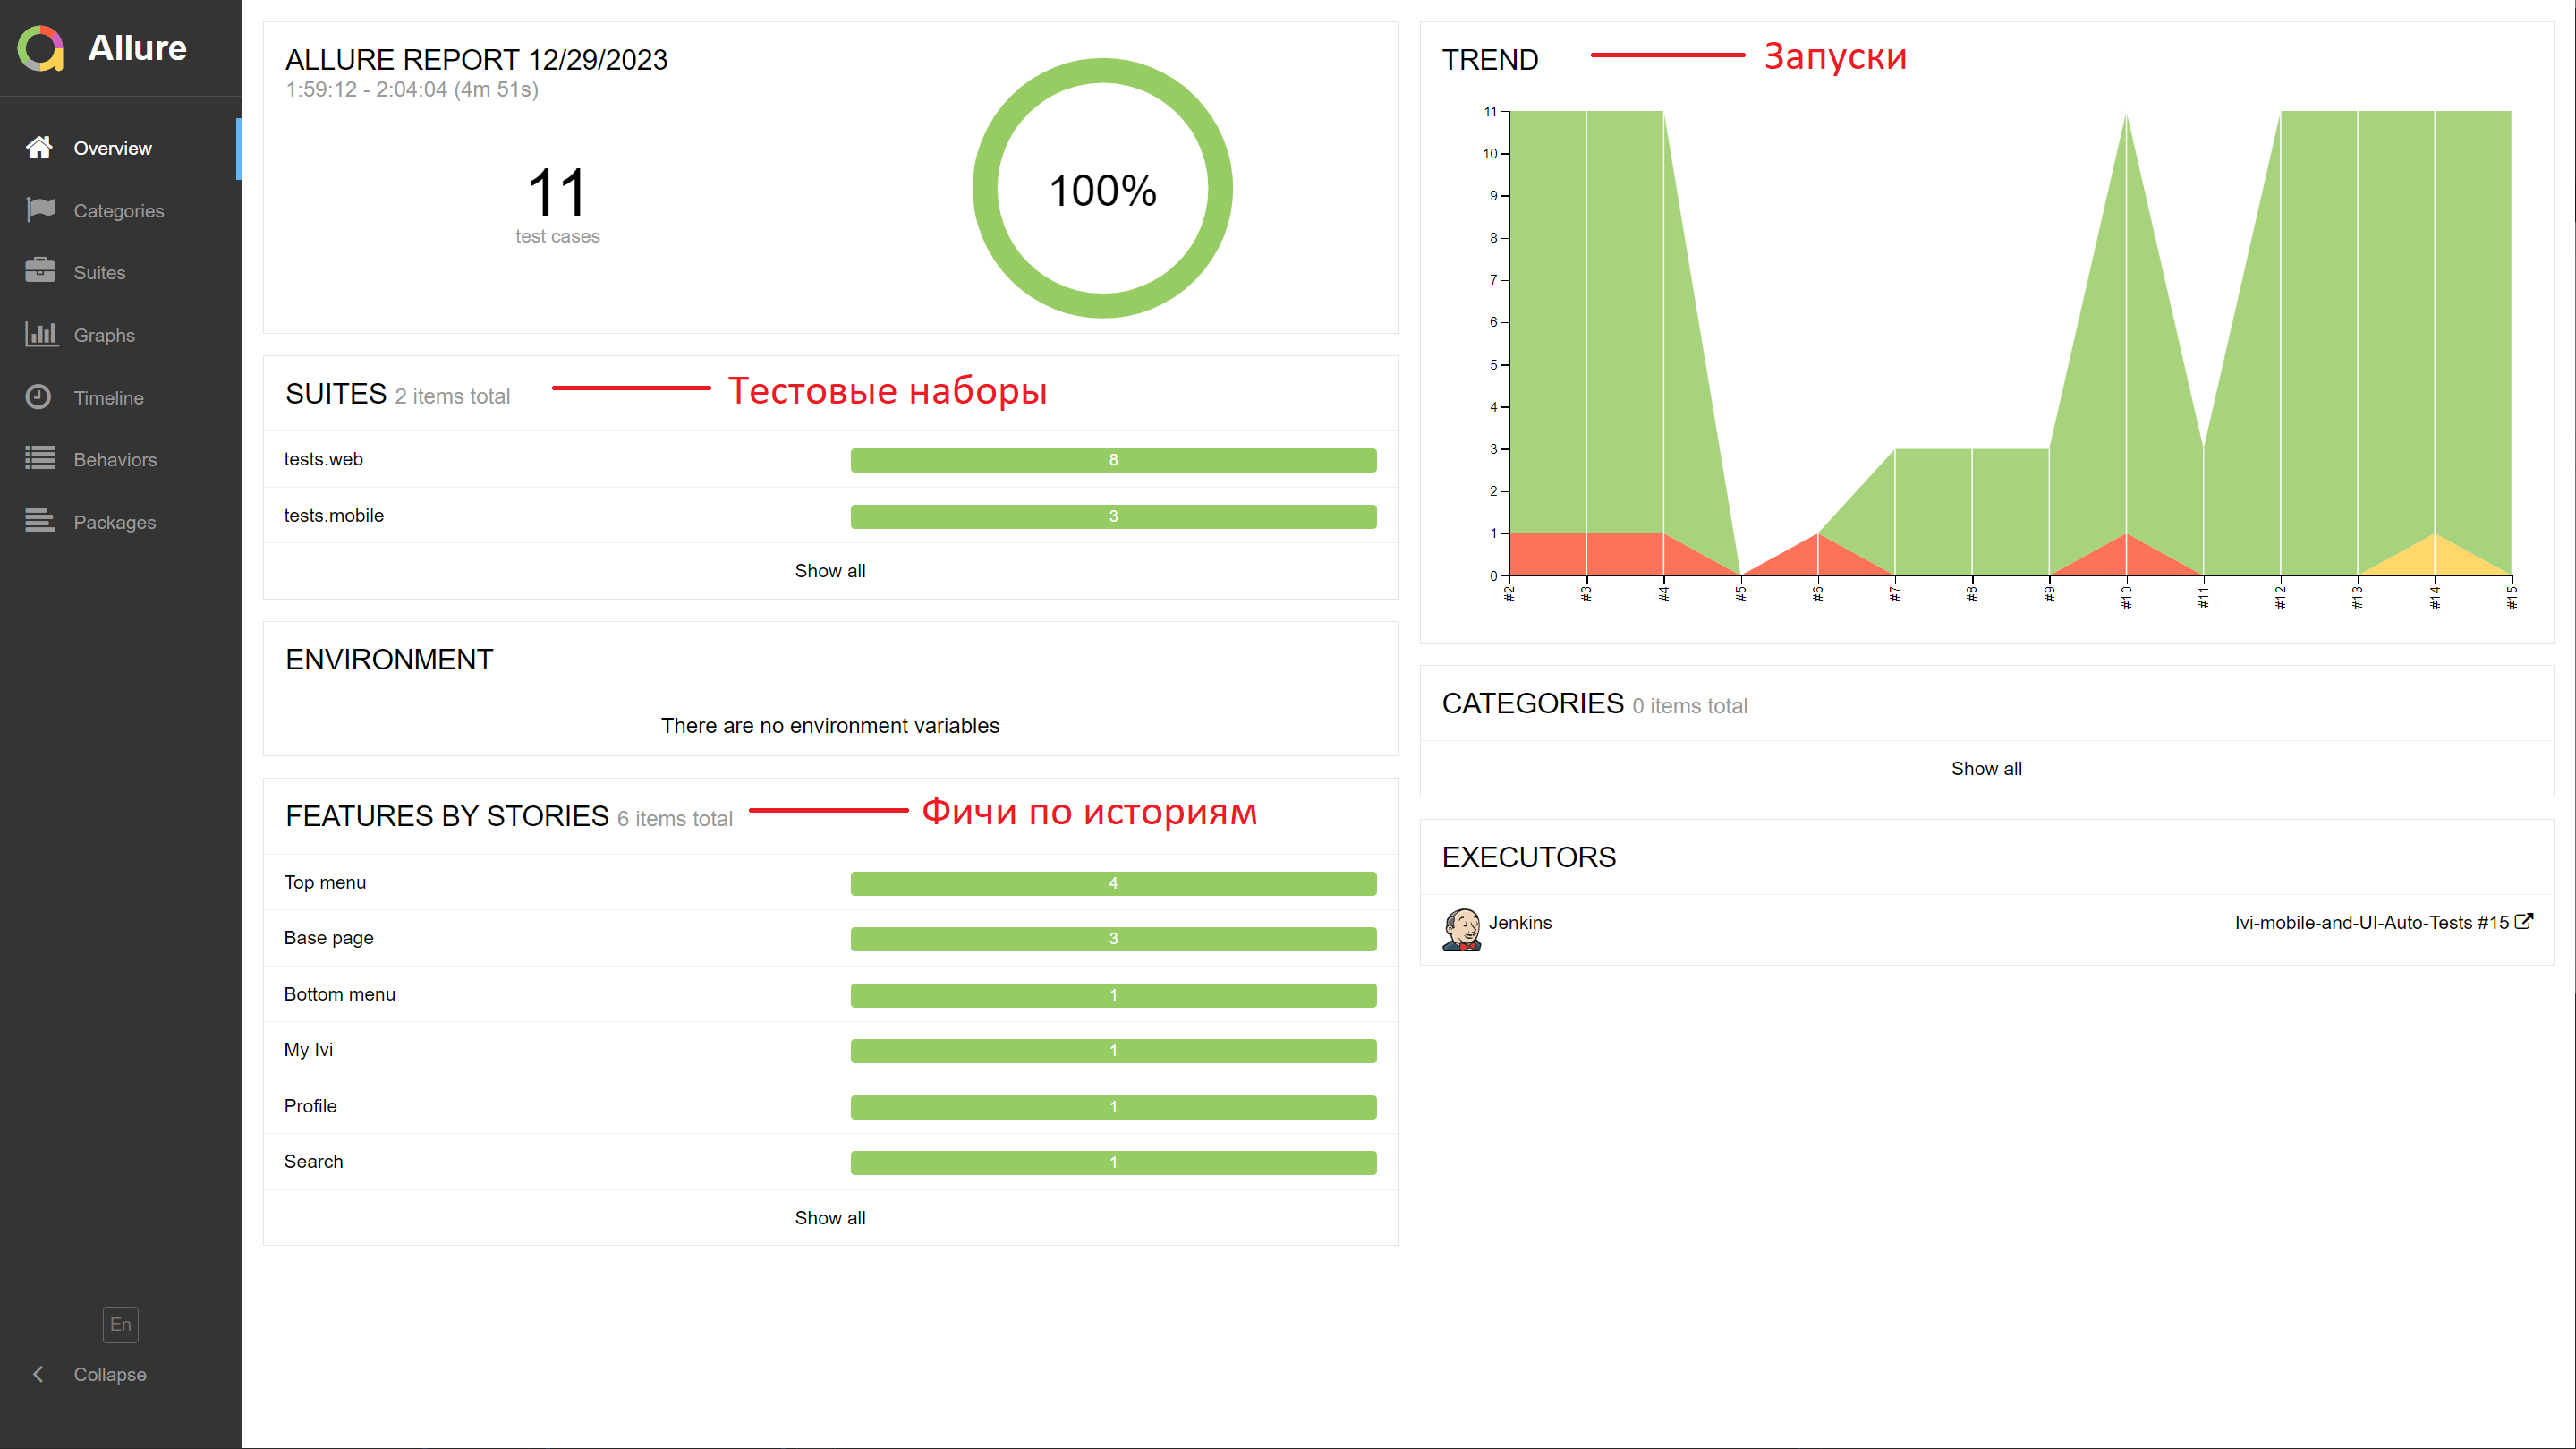 Allure
Overview
Categories
Suites
Graphs
Timeline
Behaviors
Packages
En
Collapse
ALLURE REPORT 12/29/2023
1:59:12 - 2:04:04 (4m 51s)
11
test cases
100%
SUITES 2 items total
Тестовые наборы
tests.web 8
tests.mobile 3
Show all
ENVIRONMENT
There are no environment variables
FEATURES BY STORIES 6 items total
Фичи по историям
Top menu 4
Base page 3
Bottom menu 1
My Ivi 1
Profile 1
Search 1
Show all
TREND
Запуски
11
10
9
8
7
6
5
4
3
2
1
0
#2 #3 #4 #5 #6 #7 #8 #9 #10 #11 #12 #13 #14 #15
CATEGORIES 0 items total
Show all
EXECUTORS
Jenkins
Ivi-mobile-and-UI-Auto-Tests #15